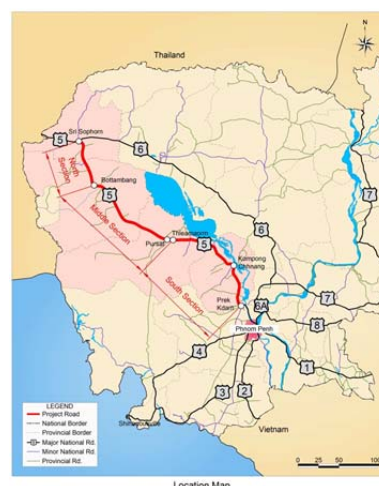 N
Thailand
5
Sri Sophorn
6
North
Section
Battambang
5
7
Middle Section
Thleamaom
Pursat
5
6
Kampong
Chhnang
South Section
Prek
Kdam
6A
7
Phnom Penh
8
4
1
3
2
Vietnam
LEGEND
Project Road
National Border
Provincial Border
Major National Rd.
Minor National Rd.
Provincial Rd.
0 25 50 100
Location Map